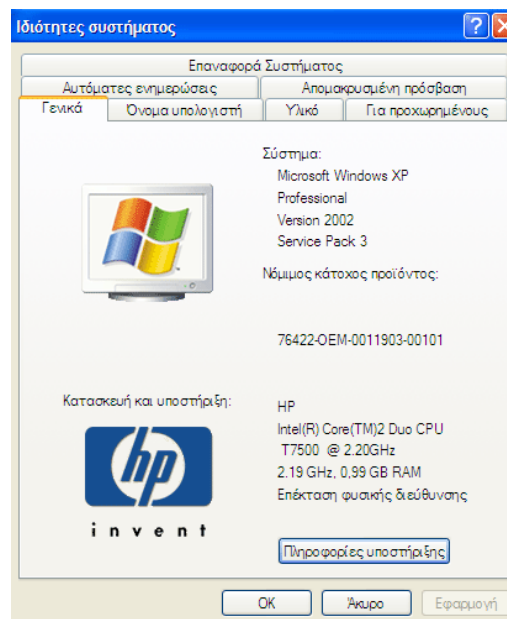 Ιδιότητες συστήματος
Επαναφορά Συστήματος
Αυτόματες ενημερώσεις Απομακρυσμένη πρόσβαση
Γενικά Όνομα υπολογιστή Υλικό Για προχωρημένους
Σύστημα:
Microsoft Windows XP
Professional
Version 2002
Service Pack 3
Νόμιμος κάτοχος προϊόντος:
76422-OEM-0011903-00101
Κατασκευή και υποστήριξη:
HP
Intel(R) Core(TM)2 Duo CPU
T7500 @ 2.20GHz
2.19 GHz, 0,99 GB RAM
Επέκταση φυσικής διεύθυνσης
hp
invent
Πληροφορίες υποστήριξης
OK Άκυρο Εφαρμογή